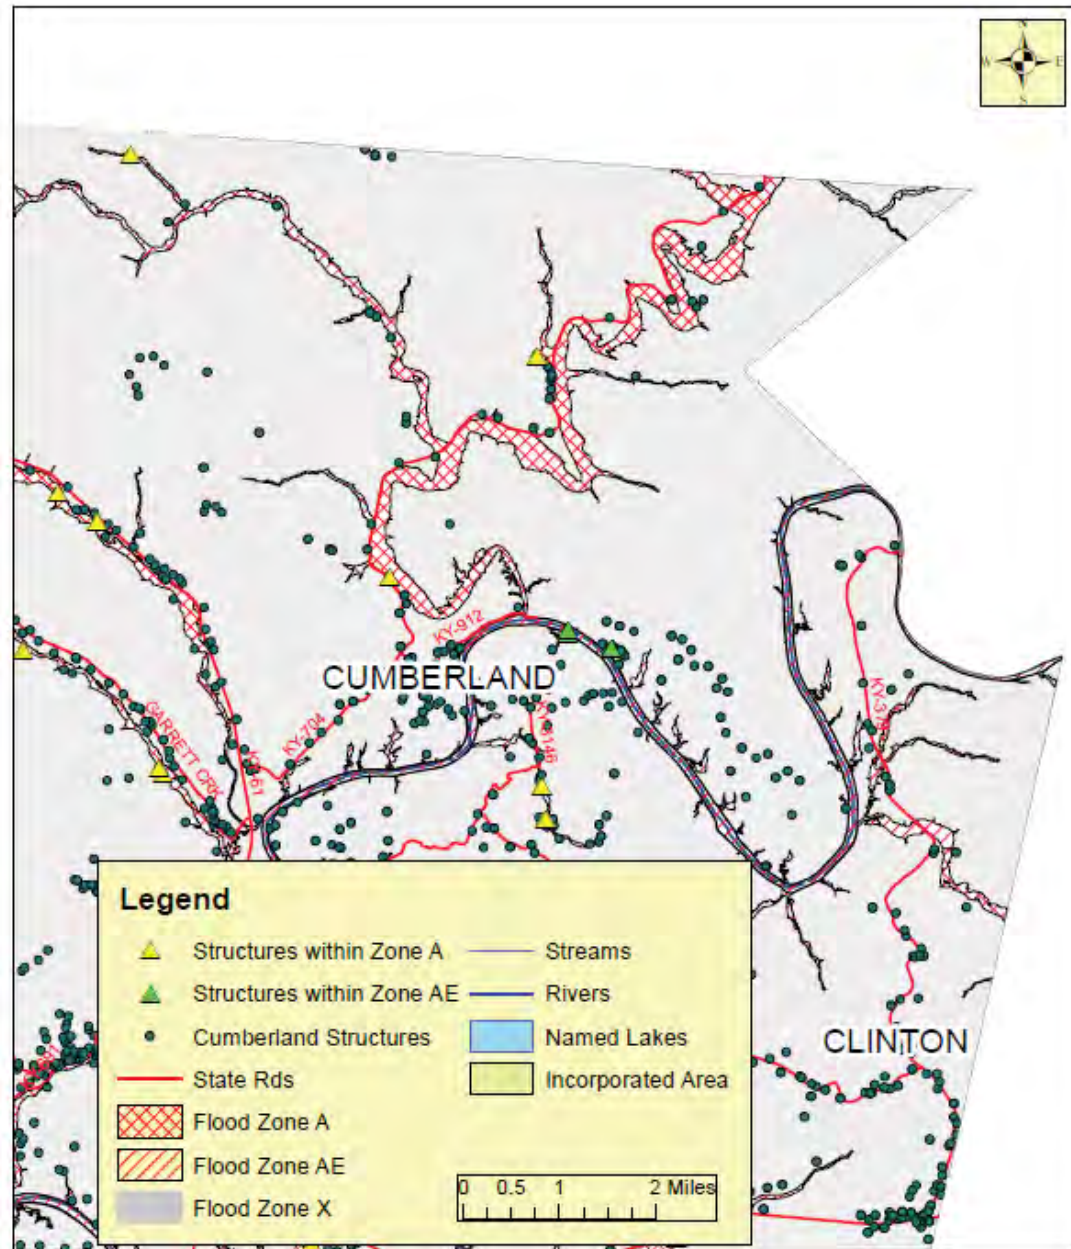 N
W E
S
KY-912
CUMBERLAND
KY-704
KY-3146
GARRETT CRK
Legend
Structures within Zone A
Structures within Zone AE
Cumberland Structures
State Rds
Flood Zone A
Flood Zone AE
Flood Zone X
Streams
Rivers
Named Lakes
Incorporated Area
0 0.5 1 2 Miles
CLINTON